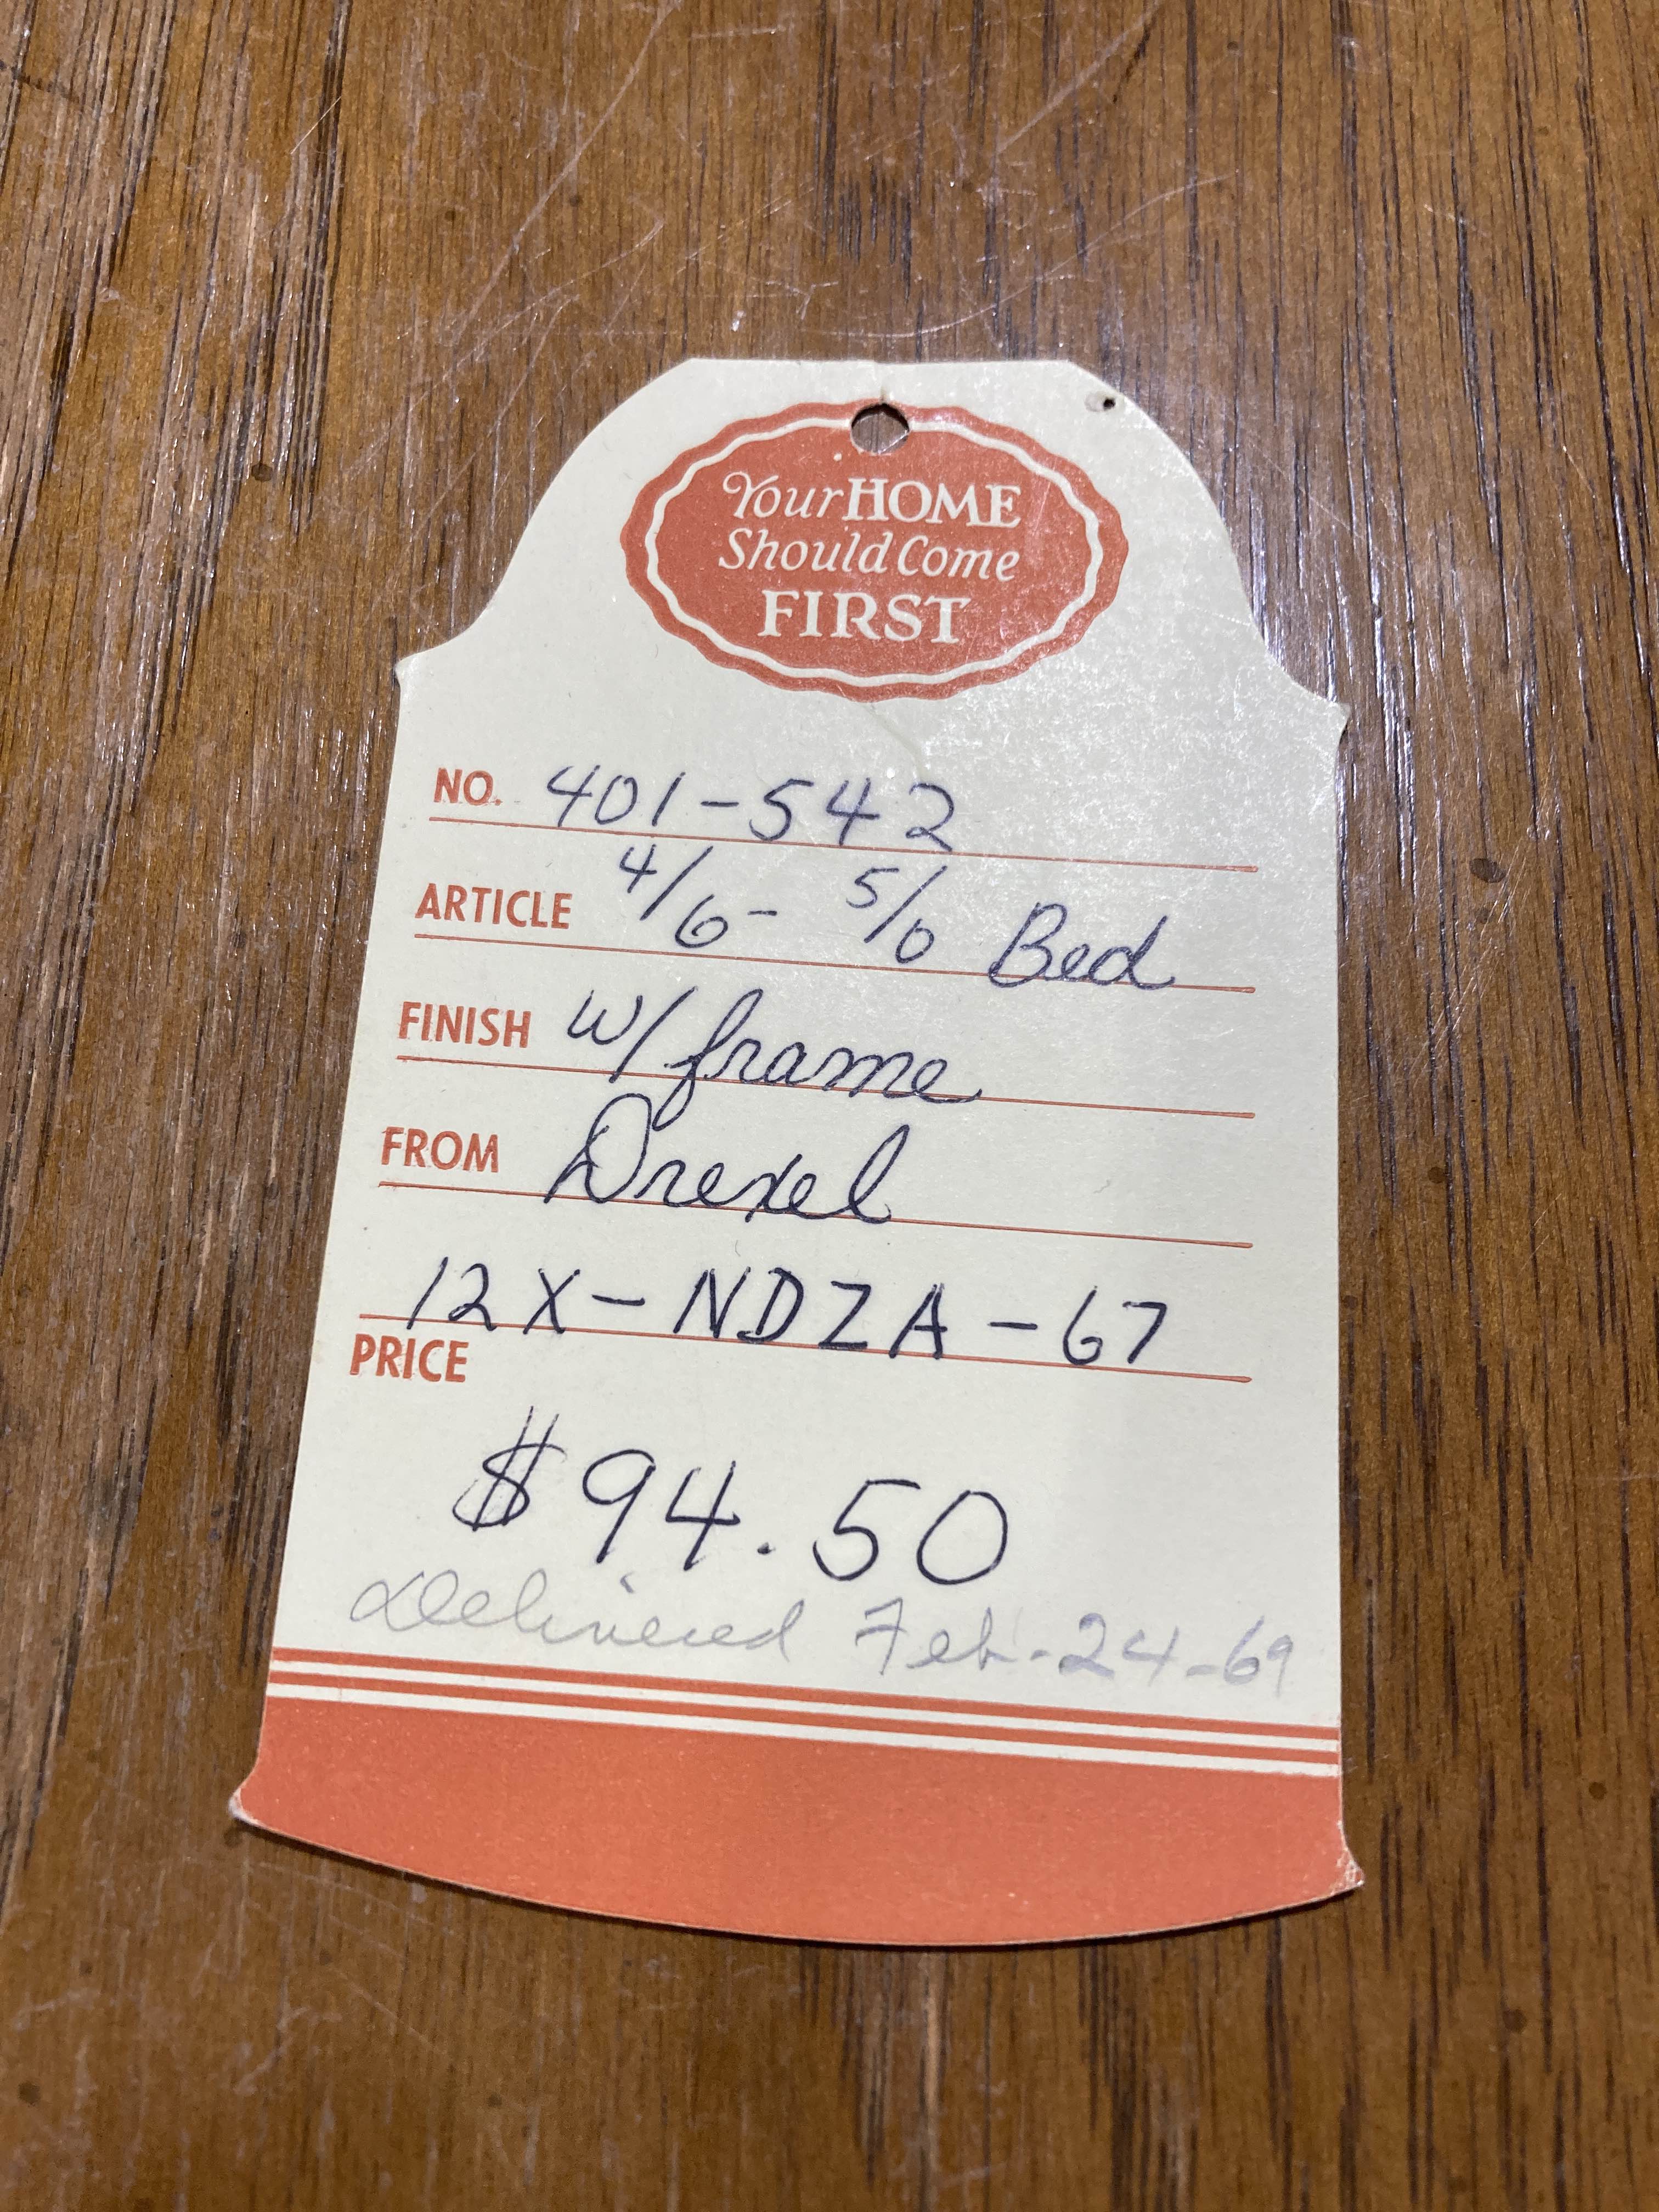 Your HOME
Should Come
FIRST
NO. 401-542
ARTICLE 4/6 - 5/0 Bed
FINISH w/ frame
FROM Drexel
12X-NDZA-67
PRICE
$94.50
Delivered Feb-24-69